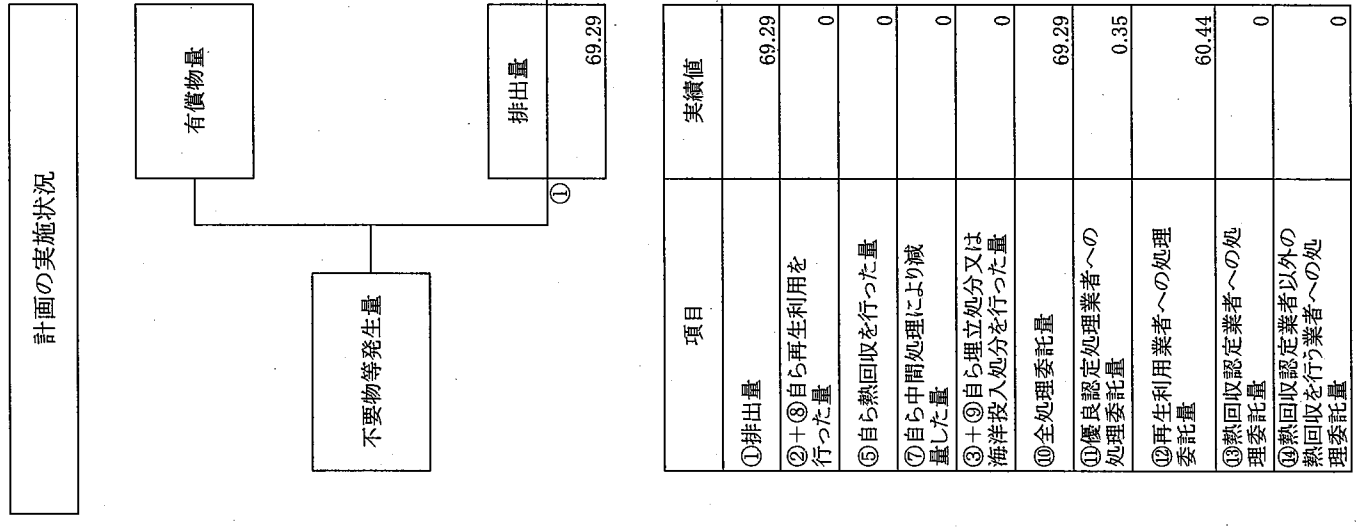 計画の実施状況
有償物量
不要物等発生量
排出量
①
69.29
項目
実績値
①排出量
69.29
②+⑧自ら再生利用を
行った量
0
⑤自ら熱回収を行った量
0
⑦自ら中間処理により減
量した量
0
③+⑨自ら埋立処分又は
海洋投入処分を行った量
0
⑩全処理委託量
69.29
⑪優良認定処理業者への
処理委託量
0.35
⑫再生利用業者への処理
委託量
60.44
⑬熱回収認定業者への処
理委託量
0
⑭熱回収認定業者以外の
熱回収を行う業者への処
理委託量
0